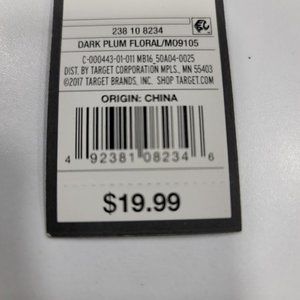 238 10 8234
DARK PLUM FLORAL/M09105
C-000443-01-011 MB16_50A04-0025
DIST. BY TARGET CORPORATION MPLS., MN 55403
©2017 TARGET BRANDS, INC. SHOP TARGET.COM
ORIGIN: CHINA
4 92381 08234 6
$19.99